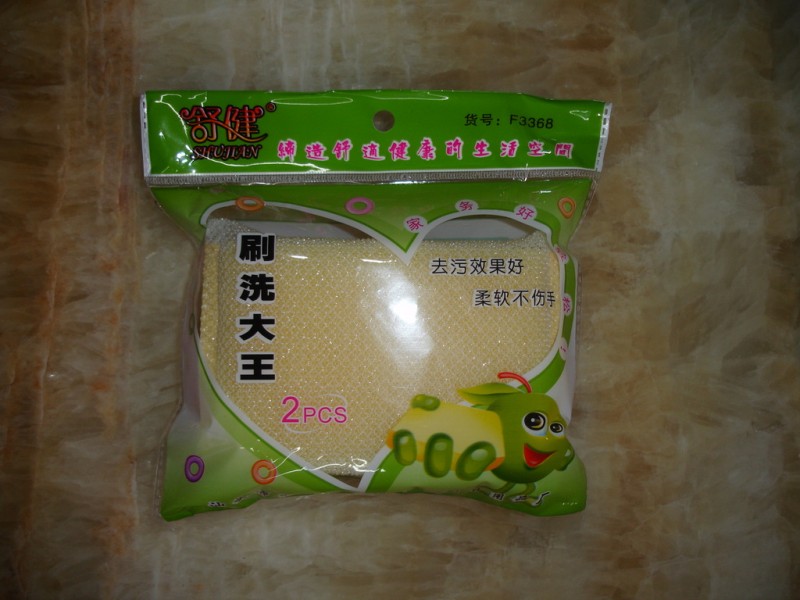 舒健®
SHUJIAN
货号：F3368
缔造舒适健康的生活空间
家务好
刷洗大王
去污效果好
柔软不伤手
2PCS